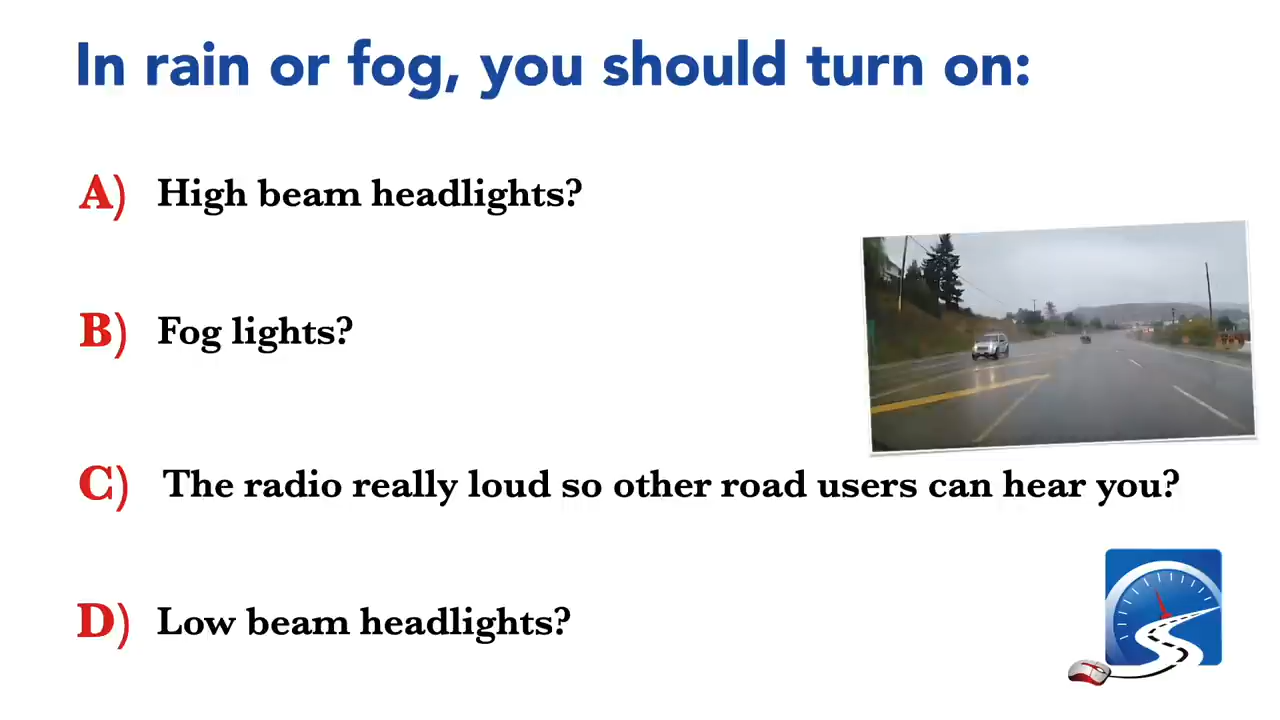 In rain or fog, you should turn on:
A) High beam headlights?
B) Fog lights?
C) The radio really loud so other road users can hear you?
D) Low beam headlights?